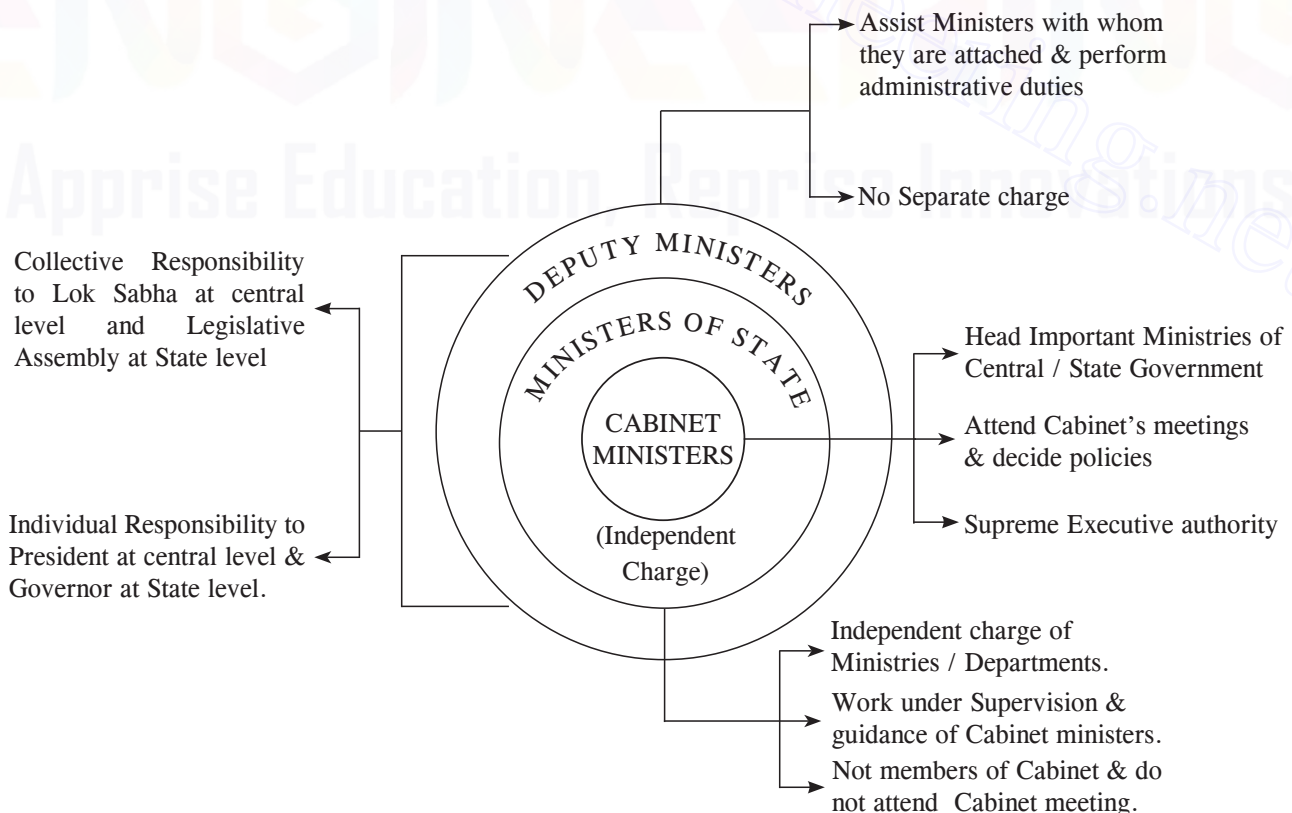 Assist Ministers with whom
they are attached & perform
administrative duties
Apprise Education, Reprise Innovations
No Separate charge
DEPUTY MINISTERS
Collective Responsibility
to Lok Sabha at central
level and Legislative
Assembly at State level
MINISTERS OF STATE
Head Important Ministries of
Central / State Government
CABINET
MINISTERS
Attend Cabinet's meetings
& decide policies
Supreme Executive authority
(Independent
Charge)
Individual Responsibility to
President at central level &
Governor at State level.
Independent charge of
Ministries / Departments.
Work under Supervision &
guidance of Cabinet ministers.
Not members of Cabinet & do
not attend Cabinet meeting.